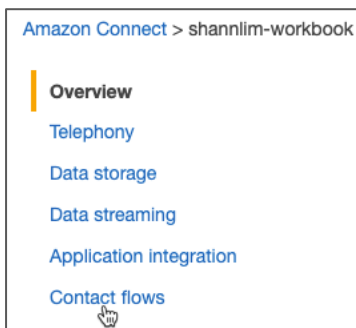 Amazon Connect > shannlim-workbook
Overview
Telephony
Data storage
Data streaming
Application integration
Contact flows